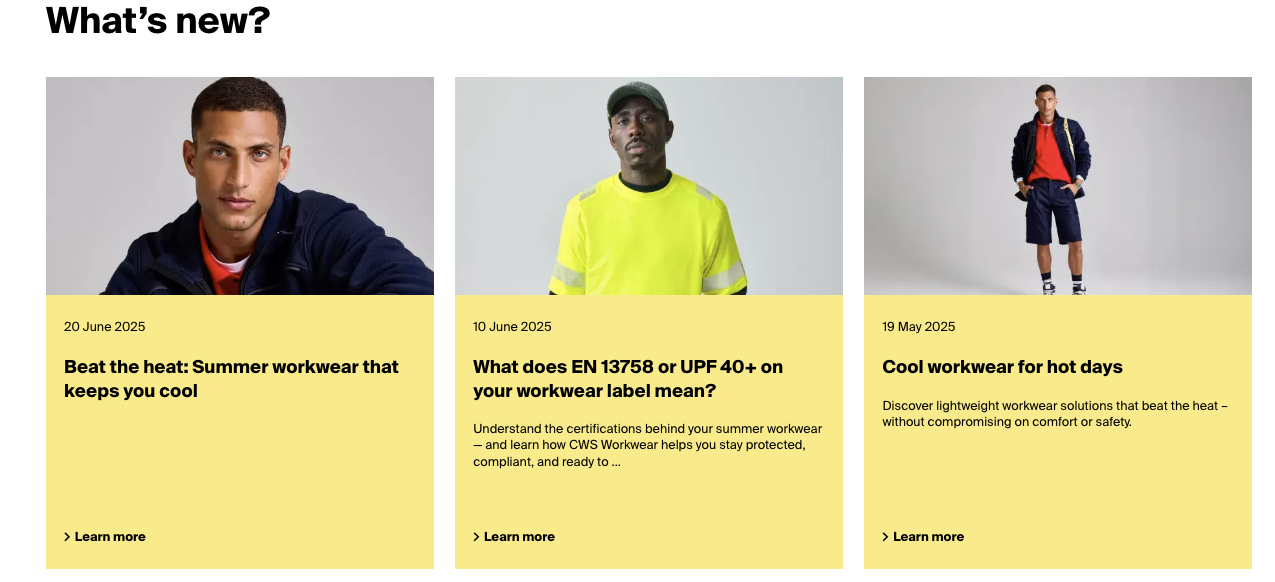 What’s new?
20 June 2025
Beat the heat: Summer workwear that
keeps you cool
> Learn more
10 June 2025
What does EN 13758 or UPF 40+ on
your workwear label mean?
Understand the certifications behind your summer workwear
— and learn how CWS Workwear helps you stay protected,
compliant, and ready to ...
> Learn more
19 May 2025
Cool workwear for hot days
Discover lightweight workwear solutions that beat the heat –
without compromising on comfort or safety.
> Learn more